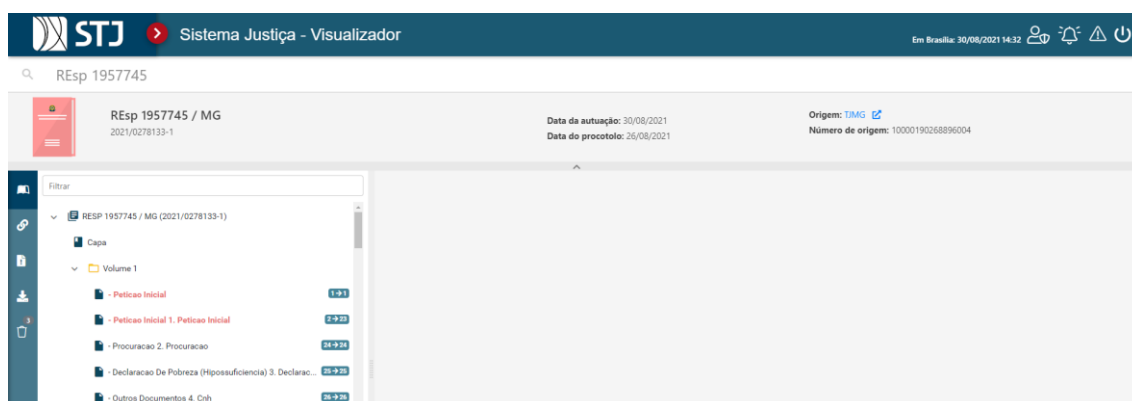 STJ Sistema Justiça - Visualizador Em Brasília: 30/08/2021 14:32
REsp 1957745
REsp 1957745 / MG
2021/0278133-1
Data da autuação: 30/08/2021
Data do procotolo: 26/08/2021
Origem: TJMG
Número de origem: 10000190268896004
Filtrar
RESP 1957745 / MG (2021/0278133-1)
Capa
Volume 1
- Peticao Inicial 1→1
- Peticao Inicial 1. Peticao Inicial 2→23
- Procuracao 2. Procuracao 24→24
- Declaracao De Pobreza (Hipossuficiencia) 3. Declarac... 25→25
- Outros Documentos 4. Cnh 26→26
3